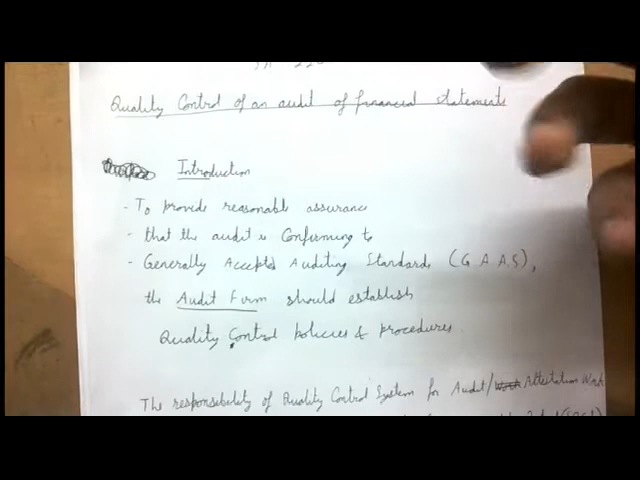 Quality Control of an audit of financial statements
Introduction
- To provide reasonable assurance
- that the audit is Confirming to
- Generally Accepted Auditing Standards (G A A S),
the Audit Firm should establish
Quality Control policies & procedures.
The responsibility of Quality Control System for Audit/ Attestation Work